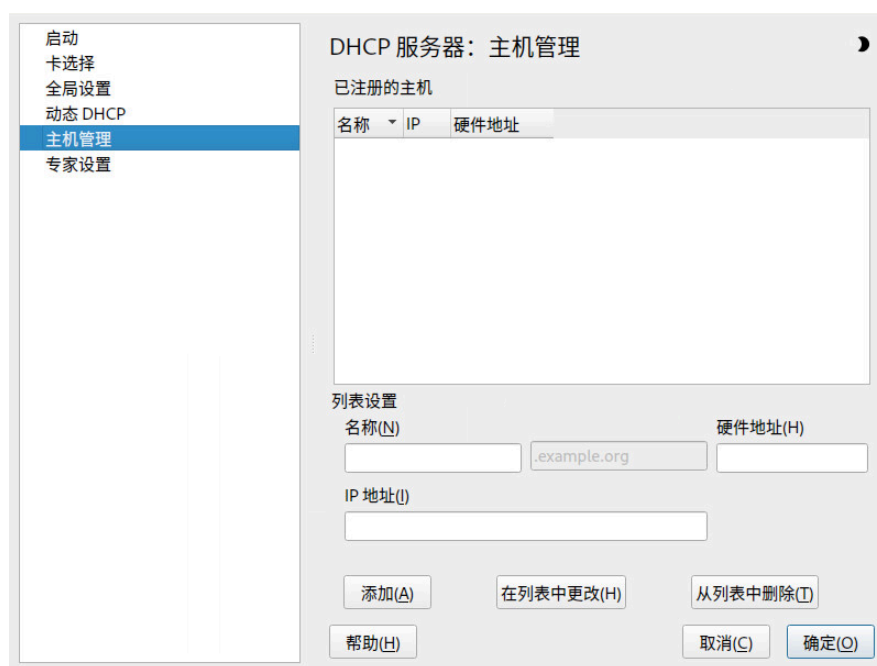 启动
卡选择
全局设置
动态 DHCP
主机管理
专家设置
DHCP 服务器：主机管理
已注册的主机
名称 IP 硬件地址
列表设置
名称(N) 硬件地址(H)
.example.org
IP 地址(I)
添加(A) 在列表中更改(H) 从列表中删除(T)
帮助(H) 取消(C) 确定(O)